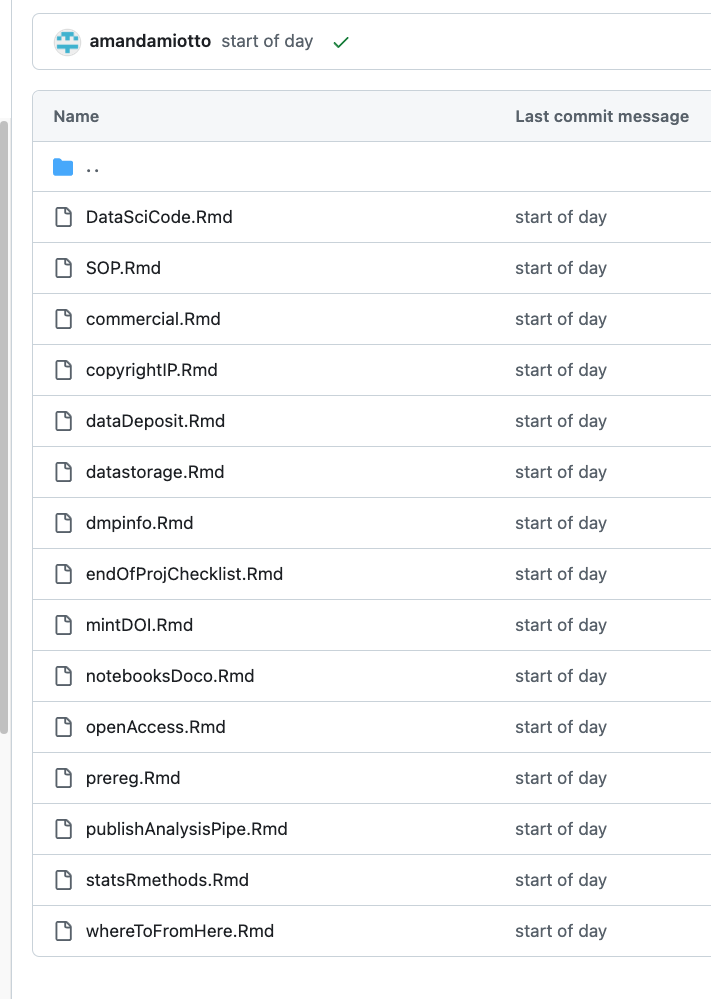 amandamiotto start of day
Name Last commit message
..
DataSciCode.Rmd start of day
SOP.Rmd start of day
commercial.Rmd start of day
copyrightIP.Rmd start of day
dataDeposit.Rmd start of day
datastorage.Rmd start of day
dmpinfo.Rmd start of day
endOfProjChecklist.Rmd start of day
mintDOI.Rmd start of day
notebooksDoco.Rmd start of day
openAccess.Rmd start of day
prereg.Rmd start of day
publishAnalysisPipe.Rmd start of day
statsRmethods.Rmd start of day
whereToFromHere.Rmd start of day